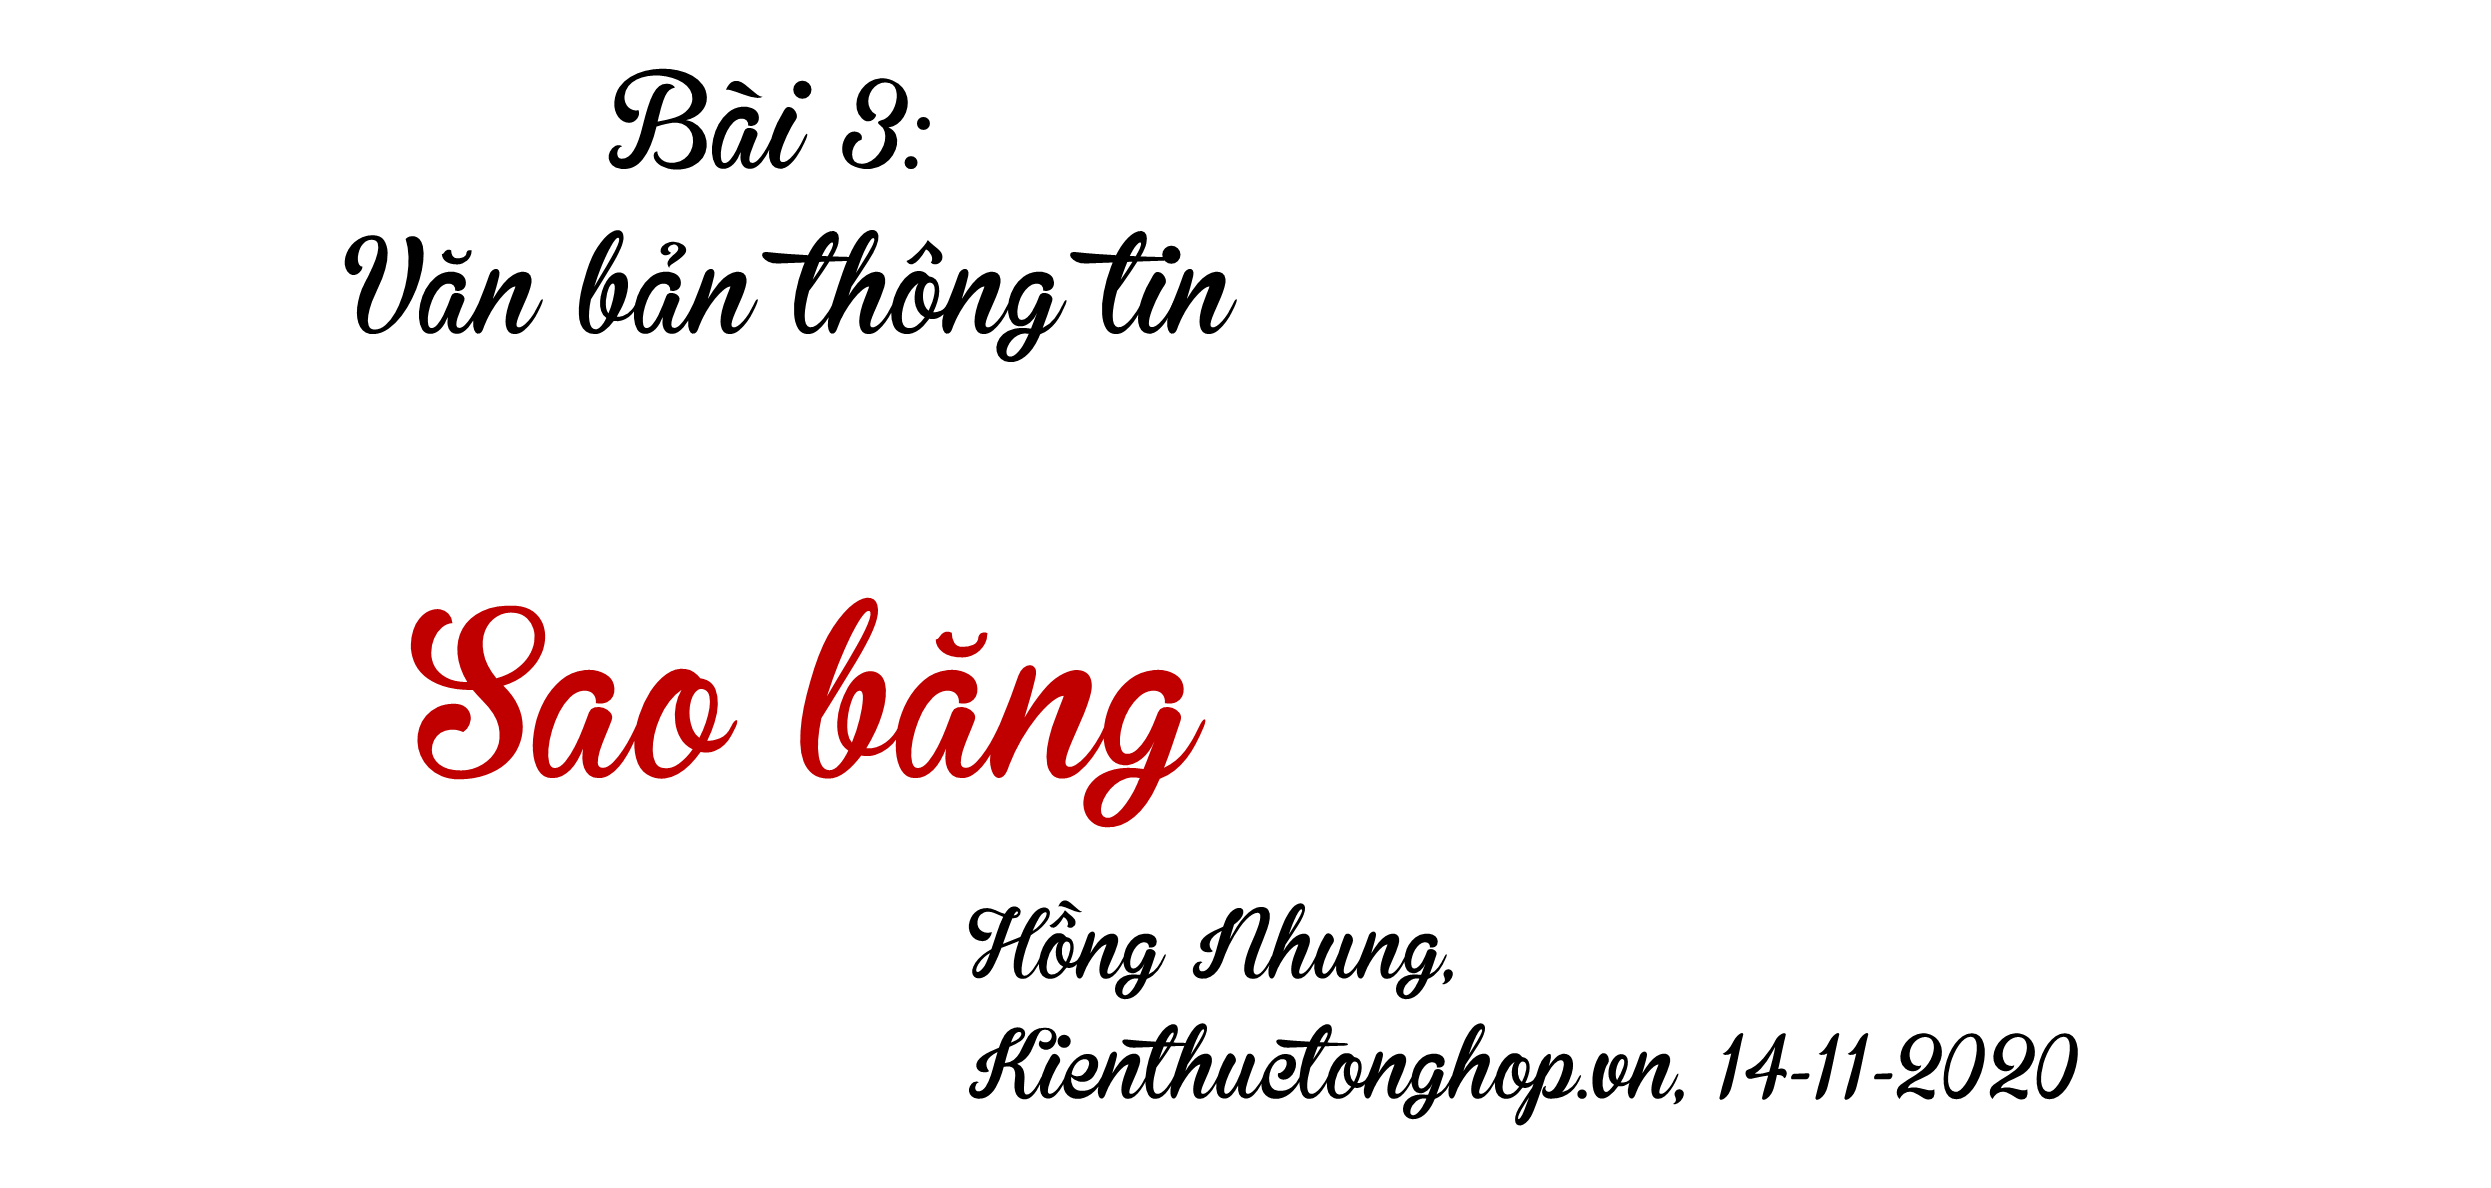 Bài 3:
Văn bản thông tin
Sao băng
Hồng Nhung,
Kienthuctonghop.vn, 14-11-2020